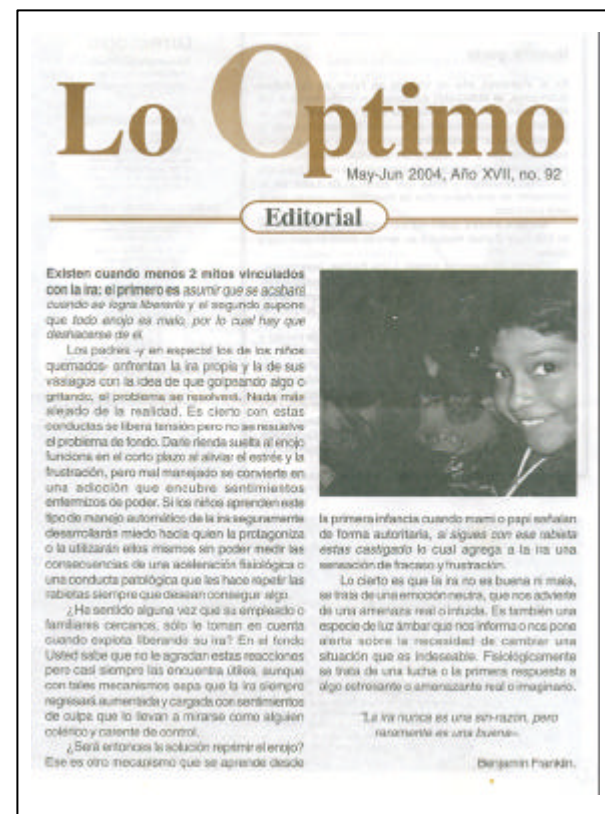 Lo Optimo
May-Jun 2004, Año XVII, no. 92
Editorial
Existen cuando menos 2 mitos vinculados
con la ira: el primero es asumir que se acabará
cuando se logra liberarla y el segundo supone
que todo enojo es malo, por lo cual hay que
deshacerse de él.
Los padres -y en especial los de los niños
quemados- enfrentan la ira propia y la de sus
vástagos con la idea de que golpeando algo o
gritando, el problema se resolverá. Nada más
alejado de la realidad. Es cierto con estas
conductas se libera tensión pero no se resuelve
el problema de fondo. Darle rienda suelta al enojo
funciona en el corto plazo al aliviar el estrés y la
frustración, pero mal manejado se convierte en
una adicción que encubre sentimientos
enfermizos de poder. Si los niños aprenden este
tipo de manejo automático de la ira seguramente
desarrollarán miedo hacia quien la protagoniza
o la utilizarán ellos mismos sin poder medir las
consecuencias de una aceleración fisiológica o
una conducta patológica que les hace repetir las
rabietas siempre que desean conseguir algo.
¿Ha sentido alguna vez que su empleado o
familiares cercanos, sólo le toman en cuenta
cuando explota liberando su ira? En el fondo
Usted sabe que no le agradan estas reacciones
pero casi siempre las encuentra útiles, aunque
con tales mecanismos sepa que la ira siempre
regresará aumentada y cargada con sentimientos
de culpa que lo llevan a mirarse como alguien
colérico y carente de control.
¿Será entonces la solución reprimir el enojo?
Ese es otro mecanismo que se aprende desde
la primera infancia cuando mami o papi señalan
de forma autoritaria, si sigues con ese rabieta
estas castigado lo cual agrega a la ira una
sensación de fracaso y frustración.
Lo cierto es que la ira no es buena ni mala,
se trata de una emoción neutra, que nos advierte
de una amenaza real o intuida. Es también una
especie de luz ámbar que nos informa o nos pone
alerta sobre la necesidad de cambiar una
situación que es indeseable. Fisiológicamente
se trata de una lucha o la primera respuesta a
algo estresante o amenazante real o imaginario.
"La ira nunca es una sin-razón, pero
raramente es una buena".
Benjamin Franklin.